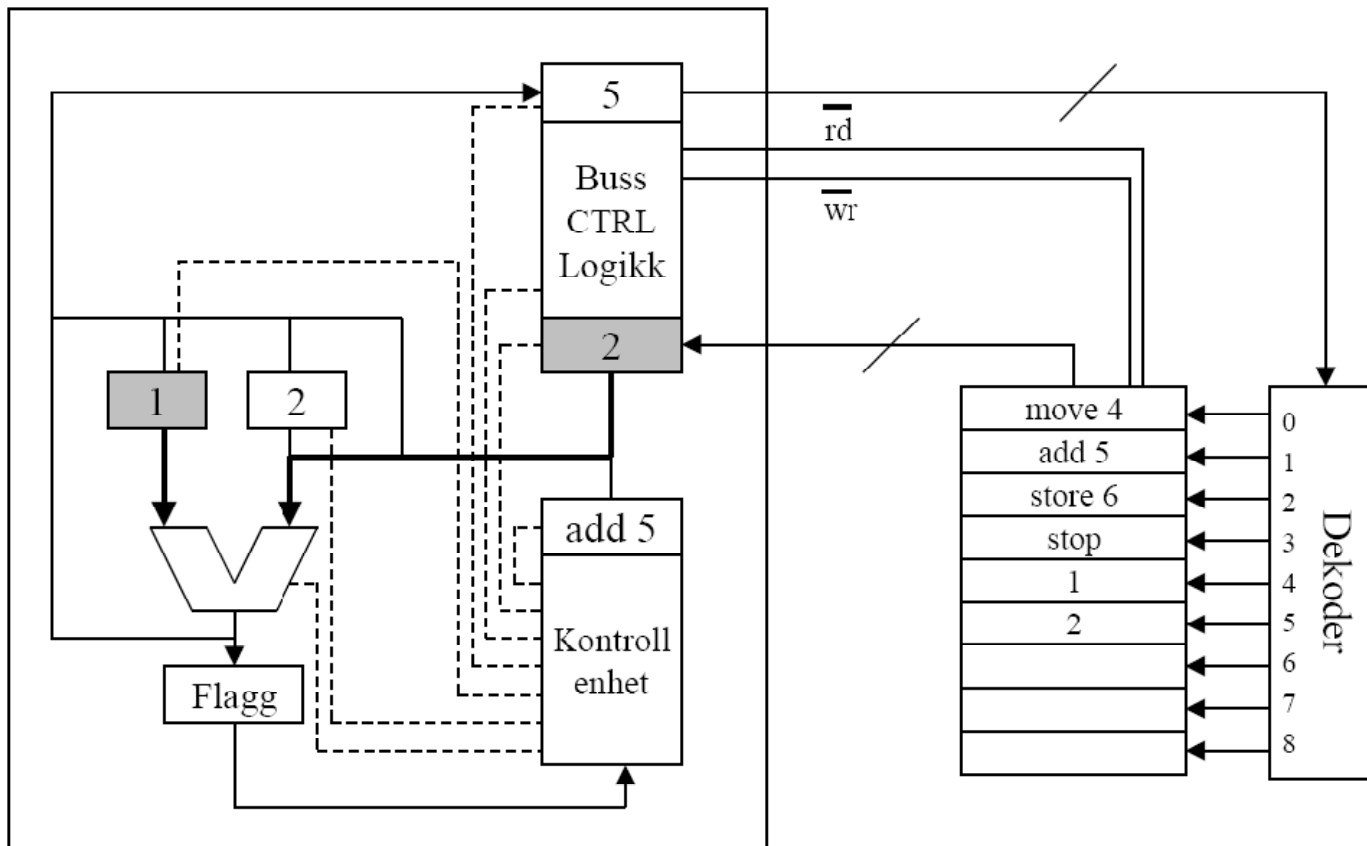 5
rd
Buss
CTRL
Logikk
wr
2
1
2
move 4
add 5
store 6
stop
1
2
0
1
2
3
4
5
6
7
8
Dekoder
add 5
Kontroll
enhet
Flagg